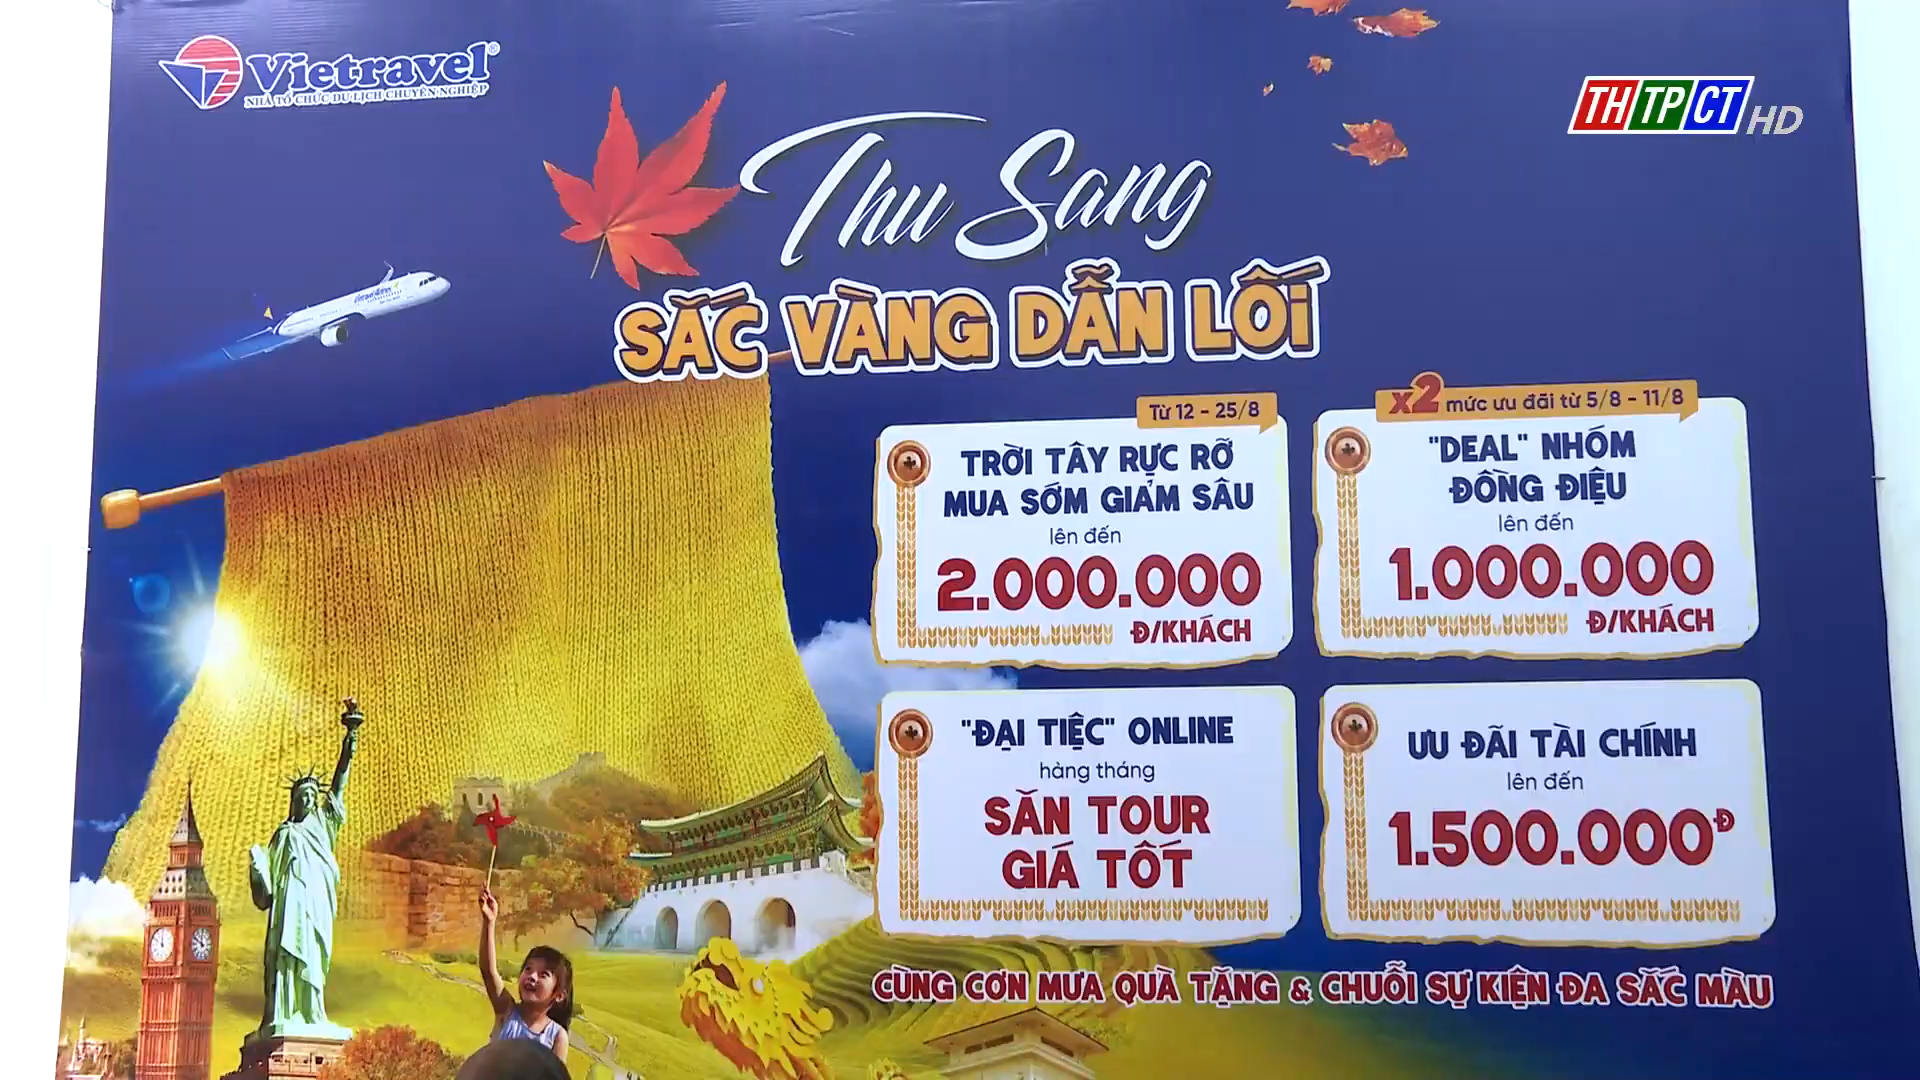 Vietravel®
NHÀ TỔ CHỨC DU LỊCH CHUYÊN NGHIỆP
THTPCT HD
Thu Sang
SẮC VÀNG DẪN LỐI
Từ 12 - 25/8
TRỜI TÂY RỰC RỠ
MUA SỚM GIẢM SÂU
lên đến
2.000.000
Đ/KHÁCH
x2 mức ưu đãi từ 5/8 - 11/8
"DEAL" NHÓM
ĐỒNG ĐIỆU
lên đến
1.000.000
Đ/KHÁCH
"ĐẠI TIỆC" ONLINE
hàng tháng
SĂN TOUR
GIÁ TỐT
ƯU ĐÃI TÀI CHÍNH
lên đến
1.500.000Đ
CÙNG CƠN MƯA QUÀ TẶNG & CHUỖI SỰ KIỆN ĐA SẮC MÀU